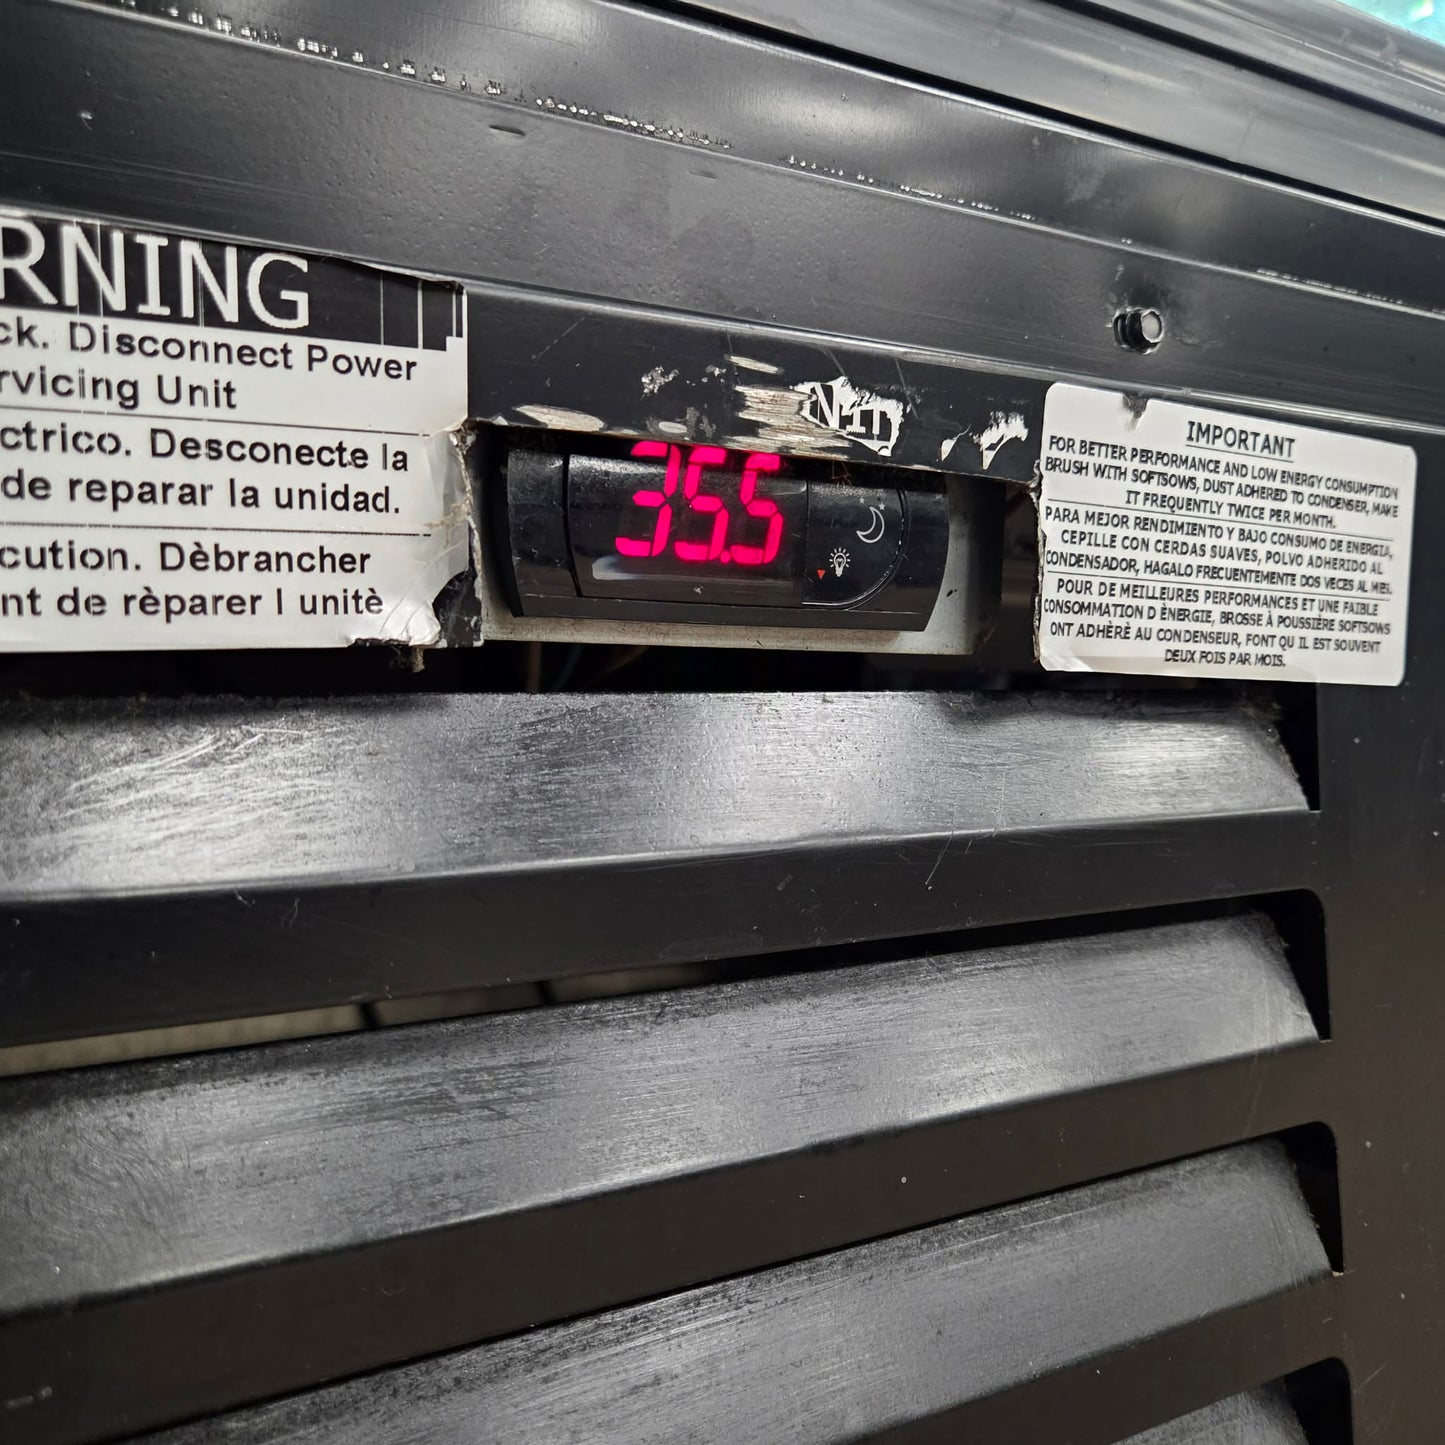 RNING
ck. Disconnect Power
rvicing Unit
ctrico. Desconecte la
de reparar la unidad.
cution. Dèbrancher
nt de rèparer l unitè
35.5
IMPORTANT
FOR BETTER PERFORMANCE AND LOW ENERGY CONSUMPTION
BRUSH WITH SOFTSOWS, DUST ADHERED TO CONDENSER, MAKE
IT FREQUENTLY TWICE PER MONTH.
PARA MEJOR RENDIMIENTO Y BAJO CONSUMO DE ENERGIA,
CEPILLE CON CERDAS SUAVES, POLVO ADHERIDO AL
CONDENSADOR, HAGALO FRECUENTEMENTE DOS VECES AL MES.
POUR DE MEILLEURES PERFORMANCES ET UNE FAIBLE
CONSOMMATION D ÈNERGIE, BROSSE À POUSSIÈRE SOFTSOWS
ONT ADHÈRÈ AU CONDENSEUR, FONT QU IL EST SOUVENT
DEUX FOIS PAR MOIS.